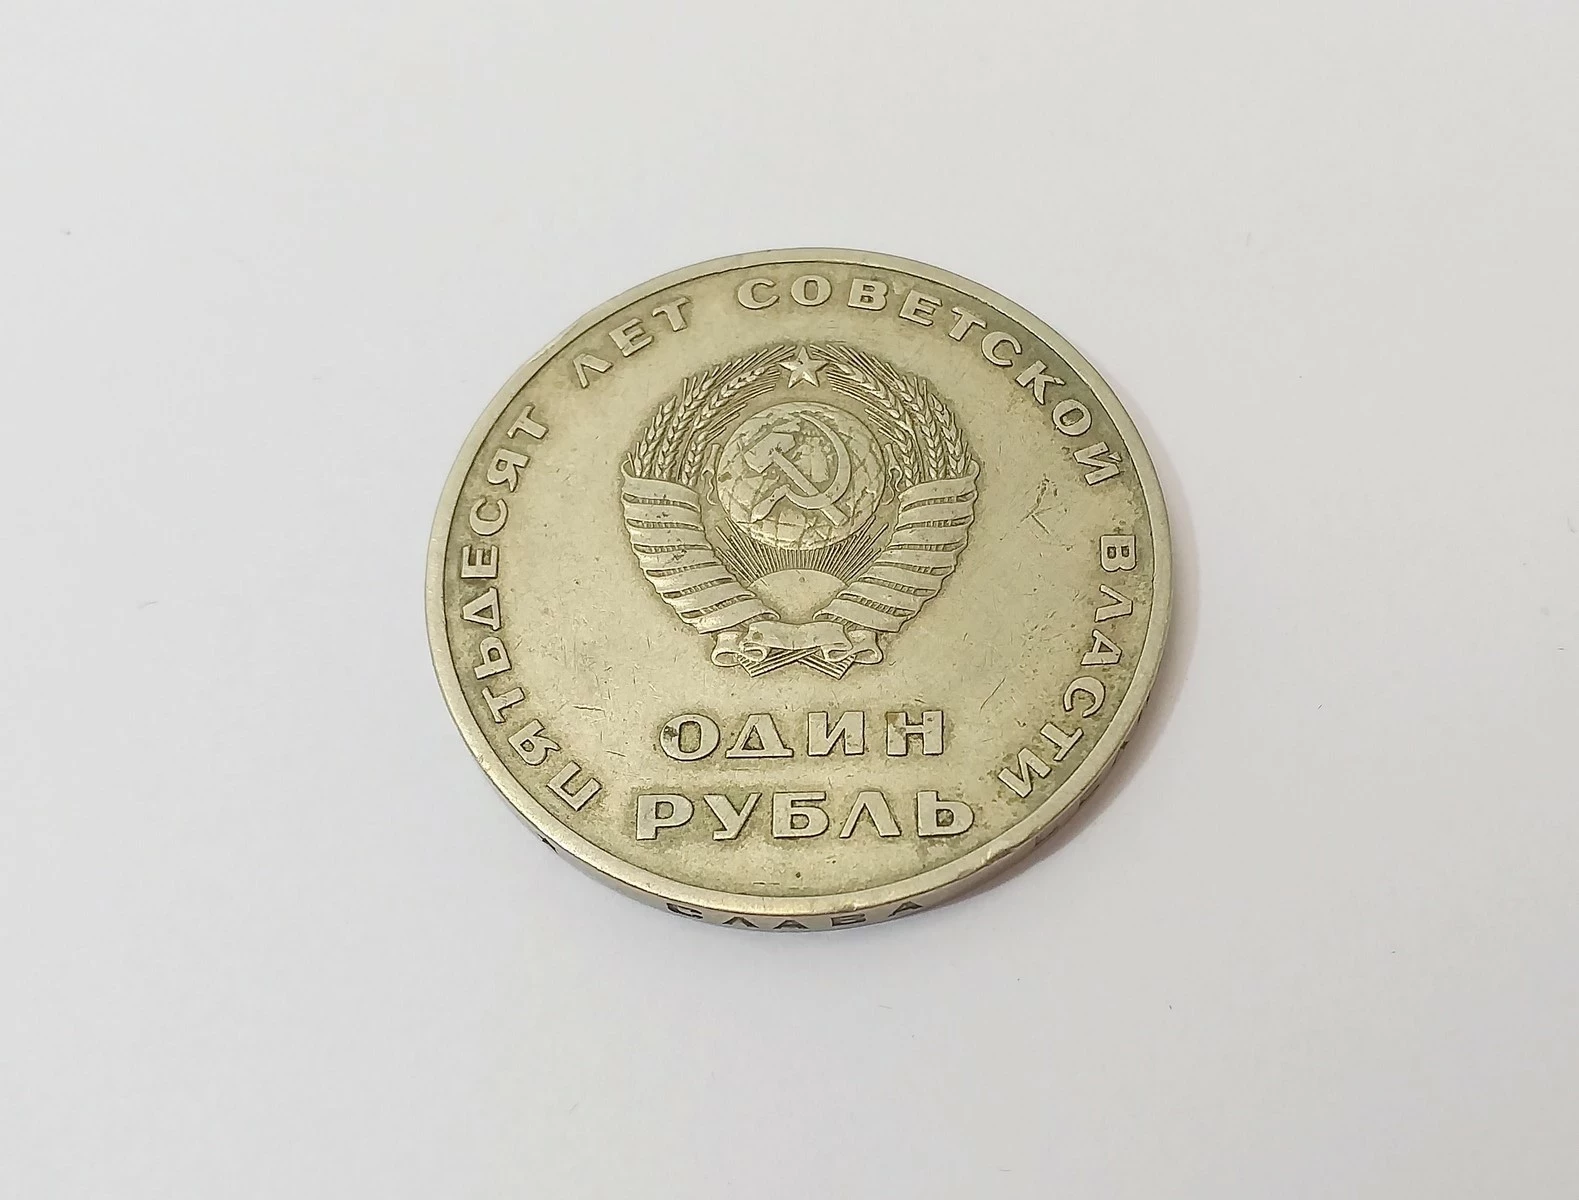 ПЯТЬДЕСЯТ ЛЕТ СОВЕТСКОЙ ВЛАСТИ
ОДИН
РУБЛЬ
СЛАВА